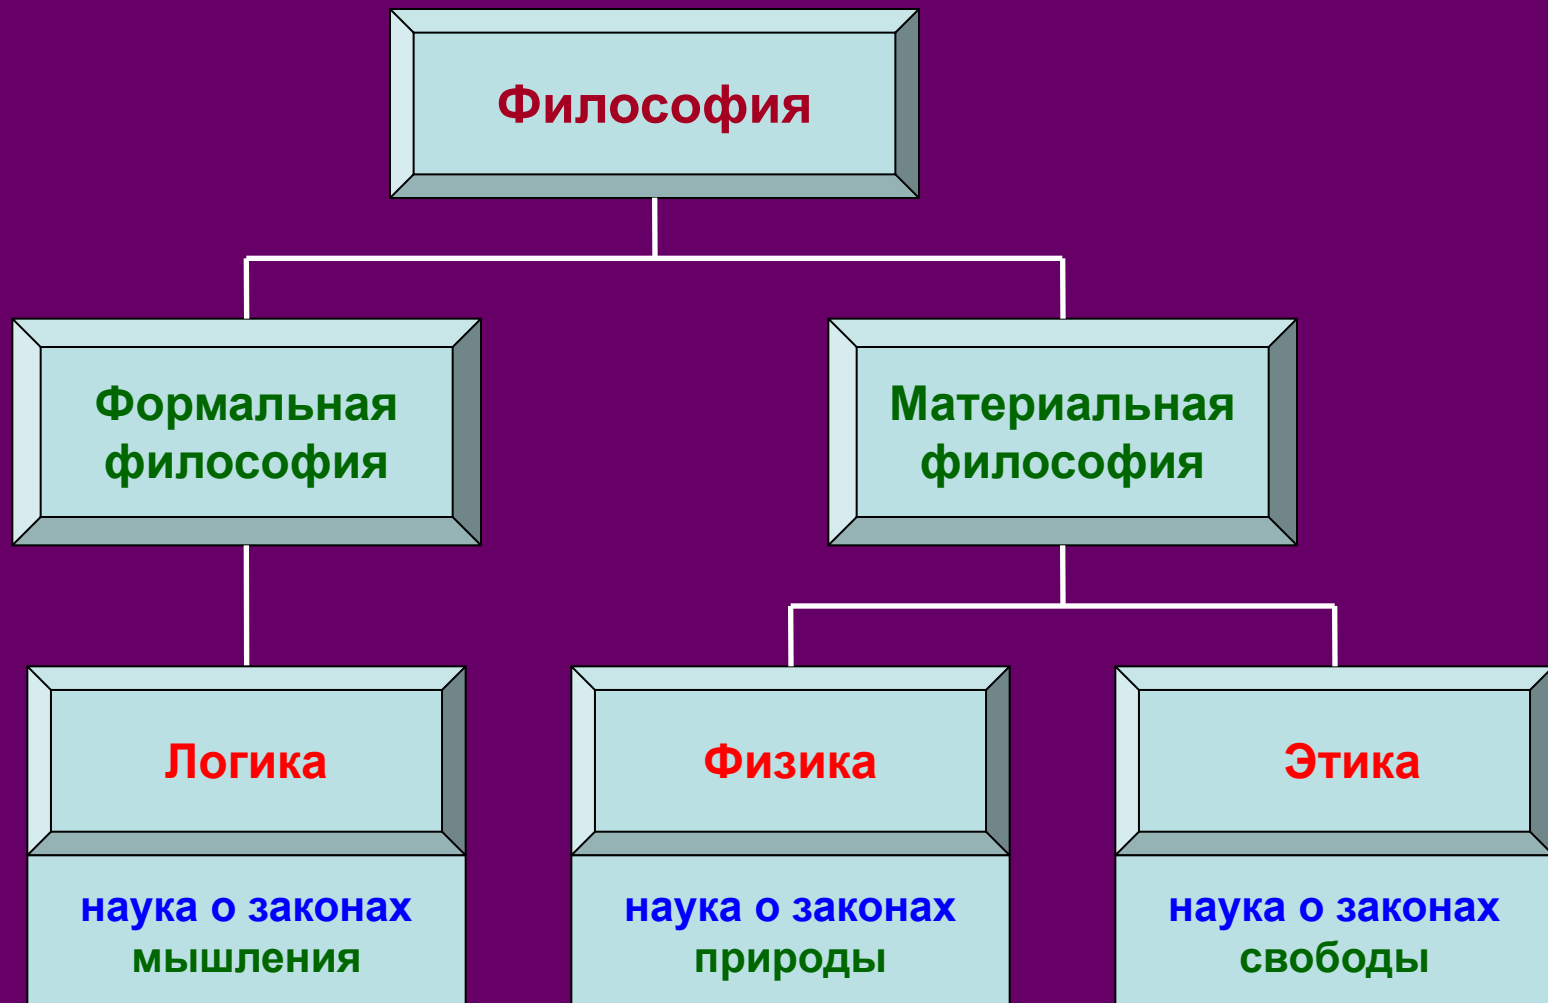 Философия
Формальная
философия
Материальная
философия
Логика
Физика
Этика
наука о законах
мышления
наука о законах
природы
наука о законах
свободы